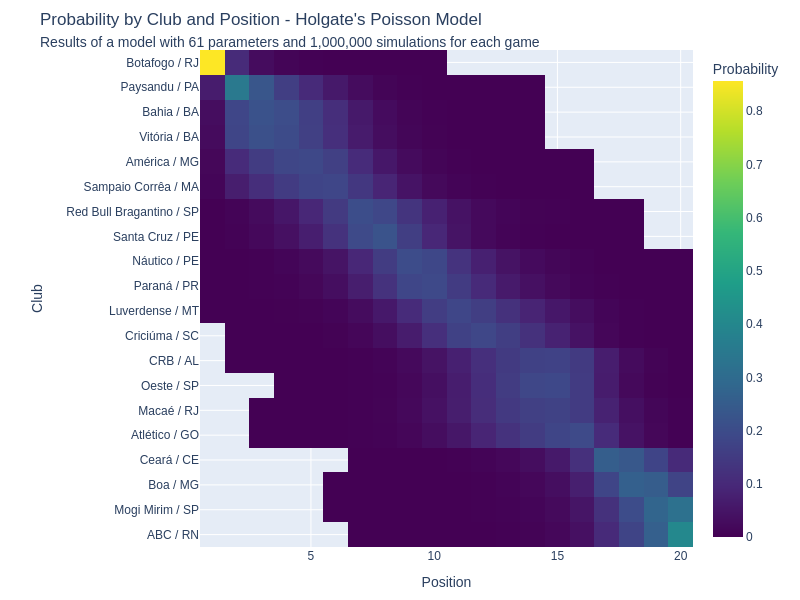 Probability by Club and Position - Holgate's Poisson Model
Results of a model with 61 parameters and 1,000,000 simulations for each game
Probability
Botafogo / RJ
Paysandu / PA
Bahia / BA
Vitória / BA
América / MG
Sampaio Corrêa / MA
Red Bull Bragantino / SP
Santa Cruz / PE
Náutico / PE
Paraná / PR
Luverdense / MT
Criciúma / SC
CRB / AL
Oeste / SP
Macaé / RJ
Atlético / GO
Ceará / CE
Boa / MG
Mogi Mirim / SP
ABC / RN
Club
5
10
15
20
Position
0.8
0.7
0.6
0.5
0.4
0.3
0.2
0.1
0